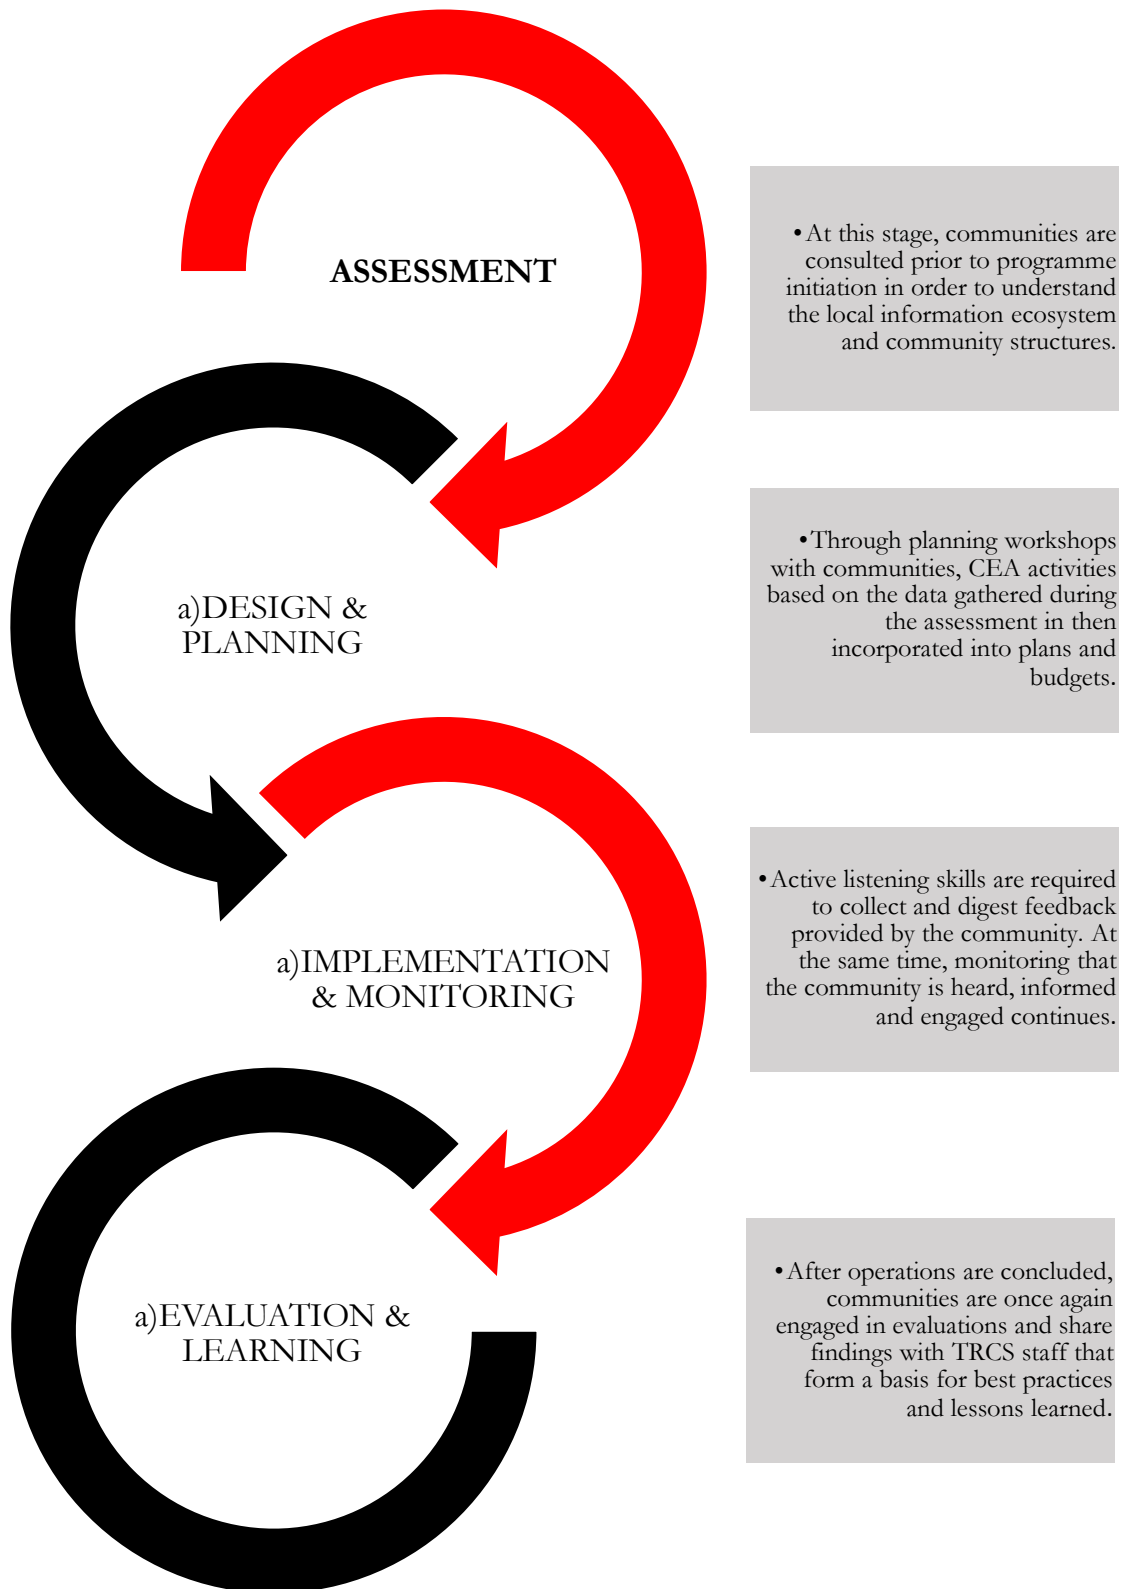 ASSESSMENT
•At this stage, communities are
consulted prior to programme
initiation in order to understand
the local information ecosystem
and community structures.
a)DESIGN &
PLANNING
•Through planning workshops
with communities, CEA activities
based on the data gathered during
the assessment in then
incorporated into plans and
budgets.
a)IMPLEMENTATION
& MONITORING
•Active listening skills are required
to collect and digest feedback
provided by the community. At
the same time, monitoring that
the community is heard, informed
and engaged continues.
a)EVALUATION &
LEARNING
•After operations are concluded,
communities are once again
engaged in evaluations and share
findings with TRCS staff that
form a basis for best practices
and lessons learned.